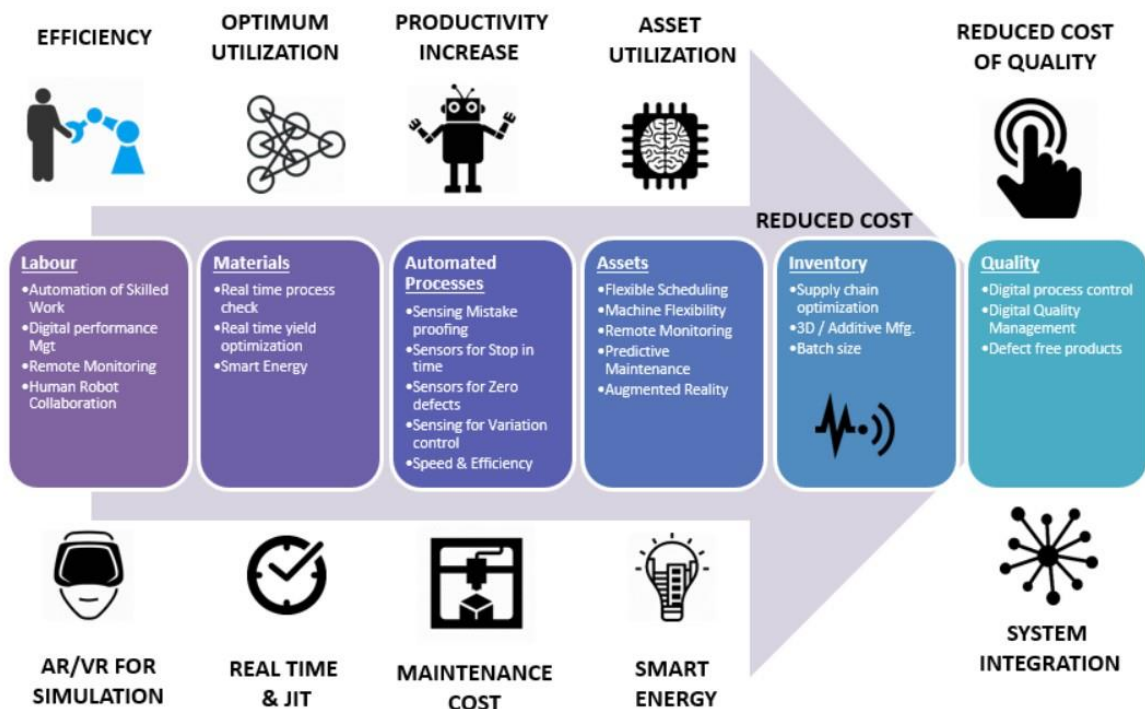 EFFICIENCY
OPTIMUM
UTILIZATION
PRODUCTIVITY
INCREASE
ASSET
UTILIZATION
REDUCED COST
OF QUALITY
REDUCED COST
Labour
•Automation of Skilled
Work
•Digital performance
Mgt
•Remote Monitoring
•Human Robot
Collaboration
Materials
•Real time process
check
•Real time yield
optimization
•Smart Energy
Automated
Processes
•Sensing Mistake
proofing
•Sensors for Stop in
time
•Sensors for Zero
defects
•Sensing for Variation
control
•Speed & Efficiency
Assets
•Flexible Scheduling
•Machine Flexibility
•Remote Monitoring
•Predictive
Maintenance
•Augmented Reality
Inventory
•Supply chain
optimization
•3D / Additive Mfg.
•Batch size
Quality
•Digital process control
•Digital Quality
Management
•Defect free products
AR/VR FOR
SIMULATION
REAL TIME
& JIT
MAINTENANCE
COST
SMART
ENERGY
SYSTEM
INTEGRATION